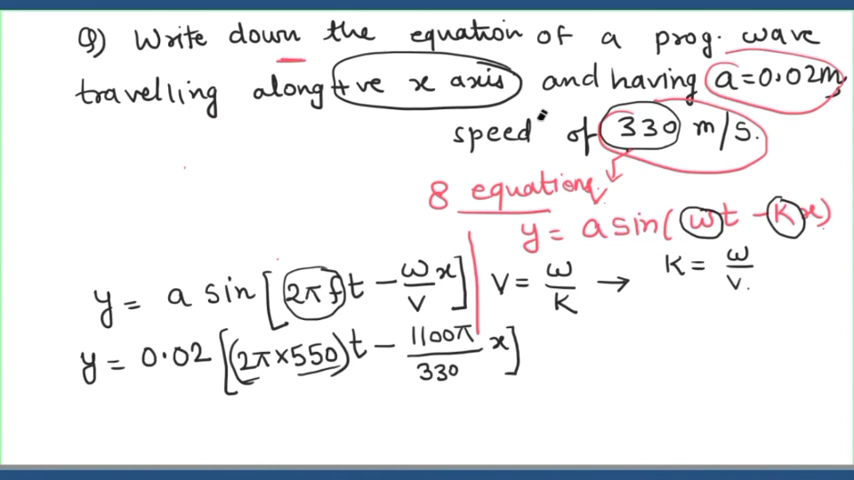 Q) Write down the equation of a prog. wave
travelling along +ve x axis and having a=0.02m,
speed of 330 m/s.
8 equations
y = a sin(ωt - Kx)
y = a sin[2πft - ω/V x] V = ω/K → K = ω/V.
y = 0.02[(2π×550)t - 1100π/330 x]